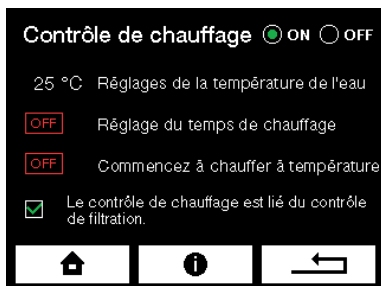 Contrôle de chauffage ON OFF
25 °C Réglages de la température de l'eau
OFF Réglage du temps de chauffage
OFF Commencez à chauffer à température
Le contrôle de chauffage est lié du contrôle
de filtration.